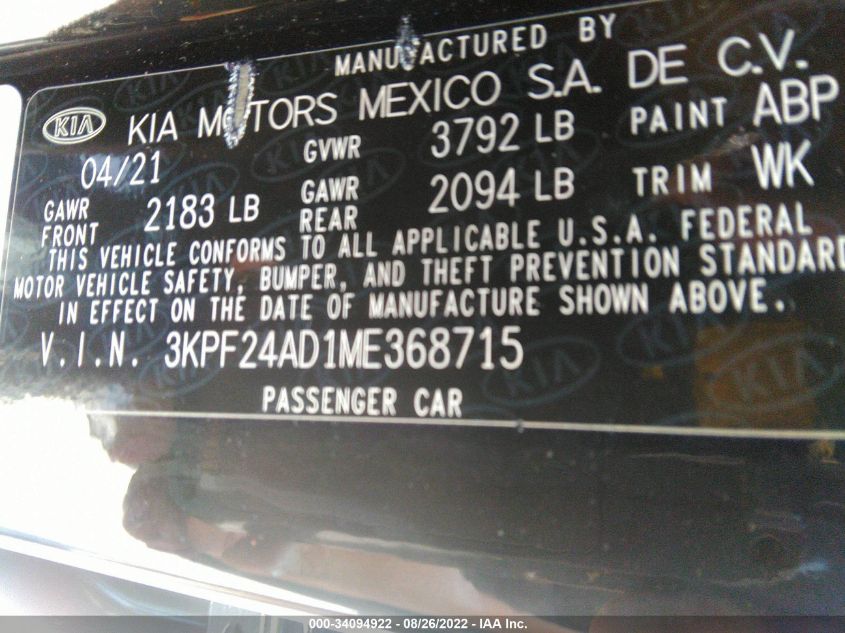 MANUFACTURED BY
KIA KIA MOTORS MEXICO S.A. DE C.V.
04/21 GVWR 3792 LB PAINT ABP
GAWR FRONT 2183 LB GAWR REAR 2094 LB TRIM WK
THIS VEHICLE CONFORMS TO ALL APPLICABLE U.S.A. FEDERAL
MOTOR VEHICLE SAFETY, BUMPER, AND THEFT PREVENTION STANDARD
IN EFFECT ON THE DATE OF MANUFACTURE SHOWN ABOVE.
V.I.N. 3KPF24AD1ME368715
PASSENGER CAR
000-34094922 - 08/26/2022 - IAA Inc.